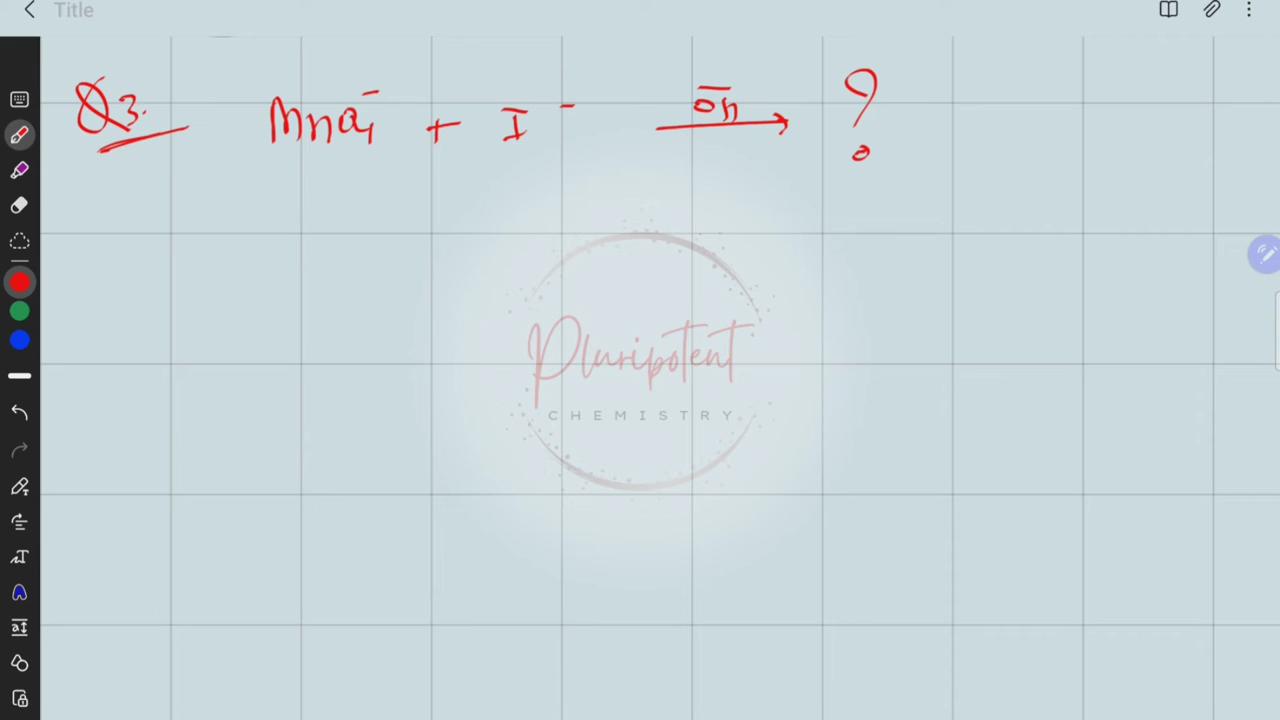 Title
Q3. MnO₄⁻ + I⁻ —OH⁻→ ?
Pluripotent
CHEMISTRY